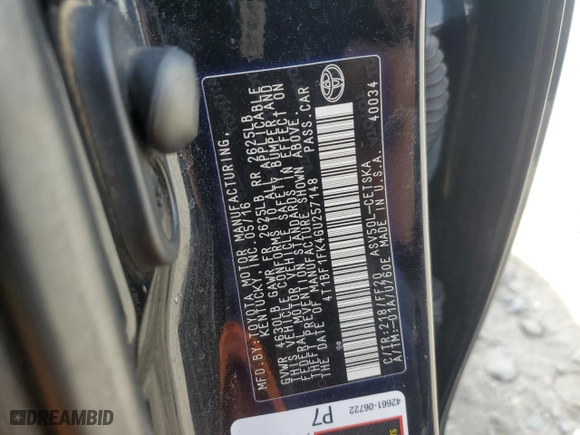 MFD.BY:TOYOTA MOTOR MANUFACTURING,
KENTUCKY, INC. 05/16
GVWR 4630LB GAWR FR 2625LB RR 2625LB
THIS VEHICLE CONFORMS TO ALL APPLICABLE
FEDERAL MOTOR VEHICLE SAFETY, BUMPER, AND
THEFT PREVENTION STANDARDS IN EFFECT ON
THE DATE OF MANUFACTURE SHOWN ABOVE.
4T1BF1FK4GU257148 PASS.CAR
C/TR:218/FF20 ASV50L-CETSKA
A/TM:-01A/U760E MADE IN U.S.A. 40034
42661-06722
P7
AUTOBIDMASTER